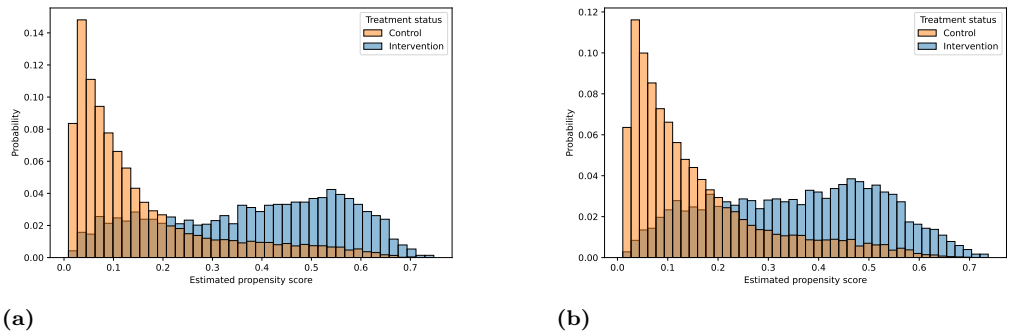 Treatment status
Control
Intervention
0.14
0.12
0.10
0.08
0.06
0.04
0.02
0.00
Probability
0.0 0.1 0.2 0.3 0.4 0.5 0.6 0.7
Estimated propensity score
(a)
Treatment status
Control
Intervention
0.12
0.10
0.08
0.06
0.04
0.02
0.00
Probability
0.0 0.1 0.2 0.3 0.4 0.5 0.6 0.7
Estimated propensity score
(b)